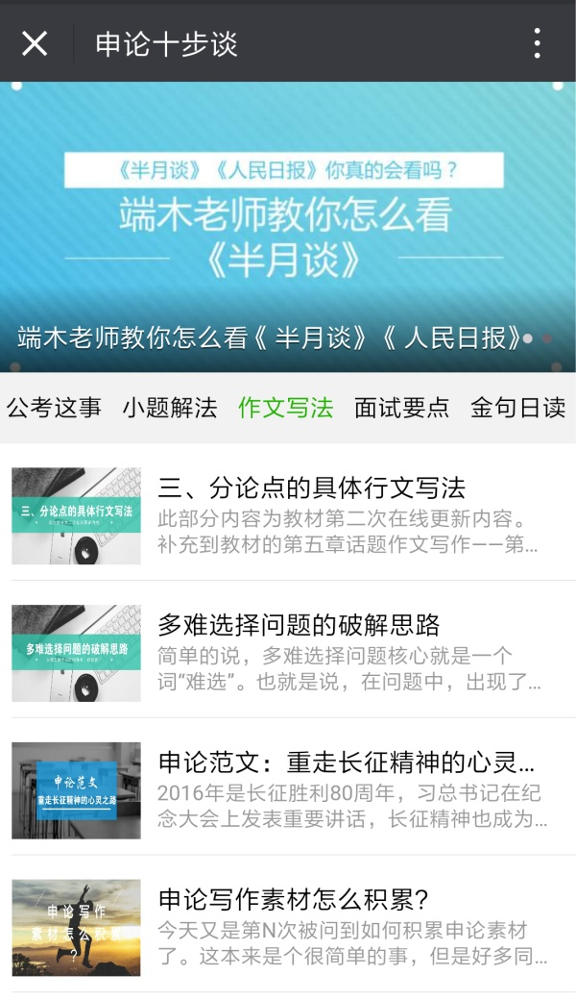 申论十步谈
《半月谈》《人民日报》你真的会看吗？
端木老师教你怎么看
《半月谈》
端木老师教你怎么看《半月谈》《人民日报》
公考这事 小题解法 作文写法 面试要点 金句日读
三、分论点的具体行文写法
三、分论点的具体行文写法
此部分内容为教材第二次在线更新内容。
补充到教材的第五章话题作文写作——第...
多难选择问题的破解思路
多难选择问题的破解思路
简单的说，多难选择问题核心就是一个
词“难选”。也就是说，在问题中，出现了...
申论范文
重走长征精神的心灵之路
申论范文：重走长征精神的心灵...
2016年是长征胜利80周年，习总书记在纪
念大会上发表重要讲话，长征精神也成为...
申论写作
素材怎么积累
？
申论写作素材怎么积累？
今天又是第N次被问到如何积累申论素材
了。这本来是个很简单的事，但是好多同...